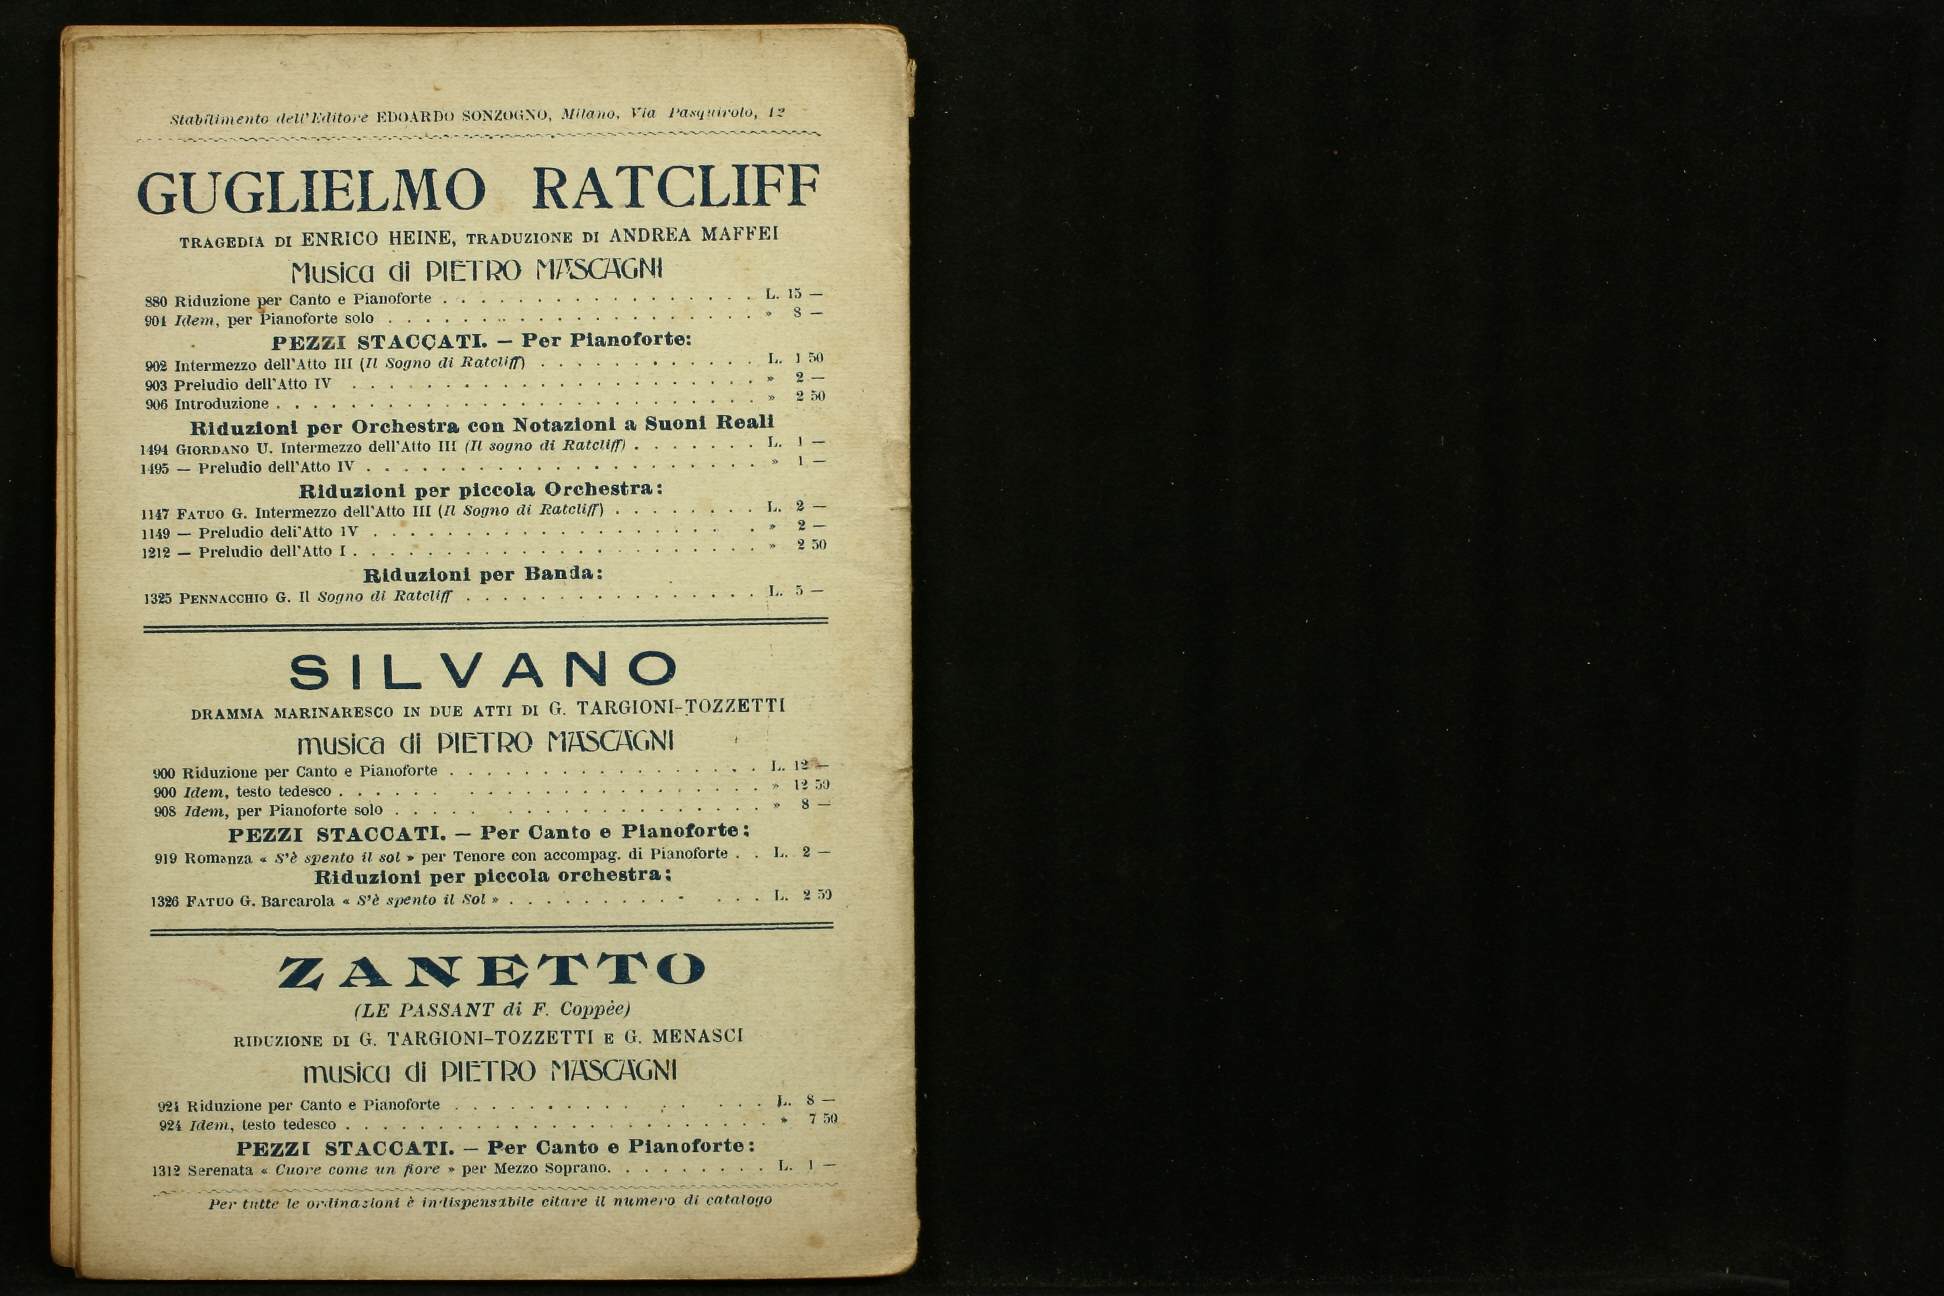 Stabilimento dell'Editore EDOARDO SONZOGNO, Milano, Via Pasquirolo, 12
GUGLIELMO RATCLIFF
TRAGEDIA DI ENRICO HEINE, TRADUZIONE DI ANDREA MAFFEI
Musica di PIETRO MASCAGNI
880 Riduzione per Canto e Pianoforte . . . . . . . . . . . . . . . . . L. 15 —
901 Idem, per Pianoforte solo . . . . . . . . . . . . . . . . . . . . » 8 —
PEZZI STACCATI. — Per Pianoforte:
902 Intermezzo dell'Atto III (Il Sogno di Ratcliff) . . . . . . . . . . . . L. 1 50
903 Preludio dell'Atto IV . . . . . . . . . . . . . . . . . . . . . . » 2 —
906 Introduzione . . . . . . . . . . . . . . . . . . . . . . . . . . » 2 50
Riduzioni per Orchestra con Notazioni a Suoni Reali
1494 GIORDANO U. Intermezzo dell'Atto III (Il sogno di Ratcliff) . . . . . . . L. 1 —
1495 — Preludio dell'Atto IV . . . . . . . . . . . . . . . . . . . . . » 1 —
Riduzioni per piccola Orchestra:
1147 FATUO G. Intermezzo dell'Atto III (Il Sogno di Ratcliff) . . . . . . . . L. 2 —
1149 — Preludio dell'Atto IV . . . . . . . . . . . . . . . . . . . . » 2 —
1212 — Preludio dell'Atto I . . . . . . . . . . . . . . . . . . . . . . » 2 50
Riduzioni per Banda:
1325 PENNACCHIO G. Il Sogno di Ratcliff . . . . . . . . . . . . . . . . L. 5 —
SILVANO
DRAMMA MARINARESCO IN DUE ATTI DI G. TARGIONI-TOZZETTI
musica di PIETRO MASCAGNI
900 Riduzione per Canto e Pianoforte . . . . . . . . . . . . . . . . . L. 12 —
900 Idem, testo tedesco . . . . . . . . . . . . . . . . . . . . . . » 12 50
908 Idem, per Pianoforte solo . . . . . . . . . . . . . . . . . . . . » 8 —
PEZZI STACCATI. — Per Canto e Pianoforte:
919 Romanza « S'è spento il sol » per Tenore con accompag. di Pianoforte . . L. 2 —
Riduzioni per piccola orchestra:
1326 FATUO G. Barcarola « S'è spento il Sol » . . . . . . . . . . . . . . L. 2 50
ZANETTO
(LE PASSANT di F. Coppèe)
RIDUZIONE DI G. TARGIONI-TOZZETTI E G. MENASCI
musica di PIETRO MASCAGNI
924 Riduzione per Canto e Pianoforte . . . . . . . . . . . . . . . . L. 8 —
924 Idem, testo tedesco . . . . . . . . . . . . . . . . . . . . . . . » 7 50
PEZZI STACCATI. — Per Canto e Pianoforte:
1312 Serenata « Cuore come un fiore » per Mezzo Soprano. . . . . . . . . L. 1 —
Per tutte le ordinazioni è indispensabile citare il numero di catalogo